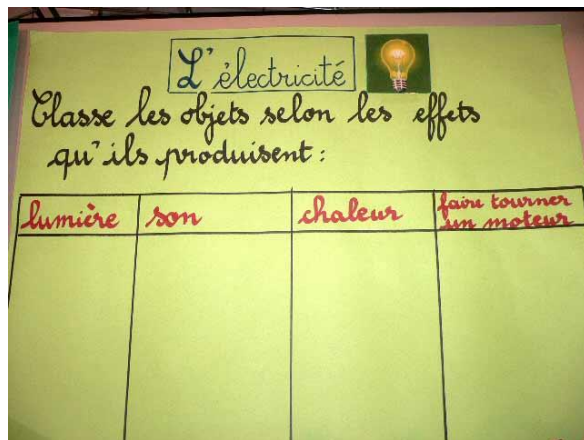 L'électricité
Classe les objets selon les effets
qu'ils produisent :
lumière son chaleur faire tourner
un moteur